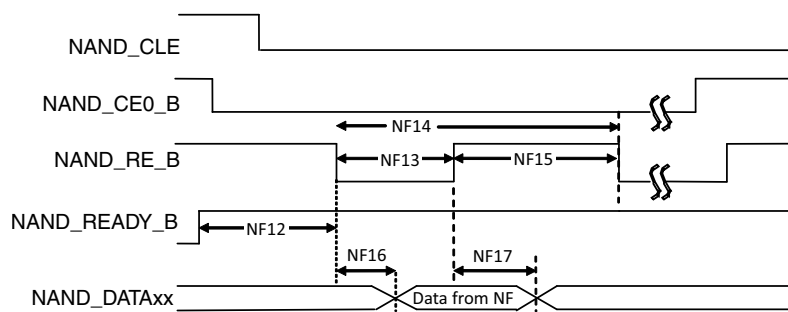 NAND_CLE
NAND_CE0_B
NF14
NAND_RE_B
NF13
NF15
NAND_READY_B
NF12
NF16
NF17
NAND_DATAxx
Data from NF